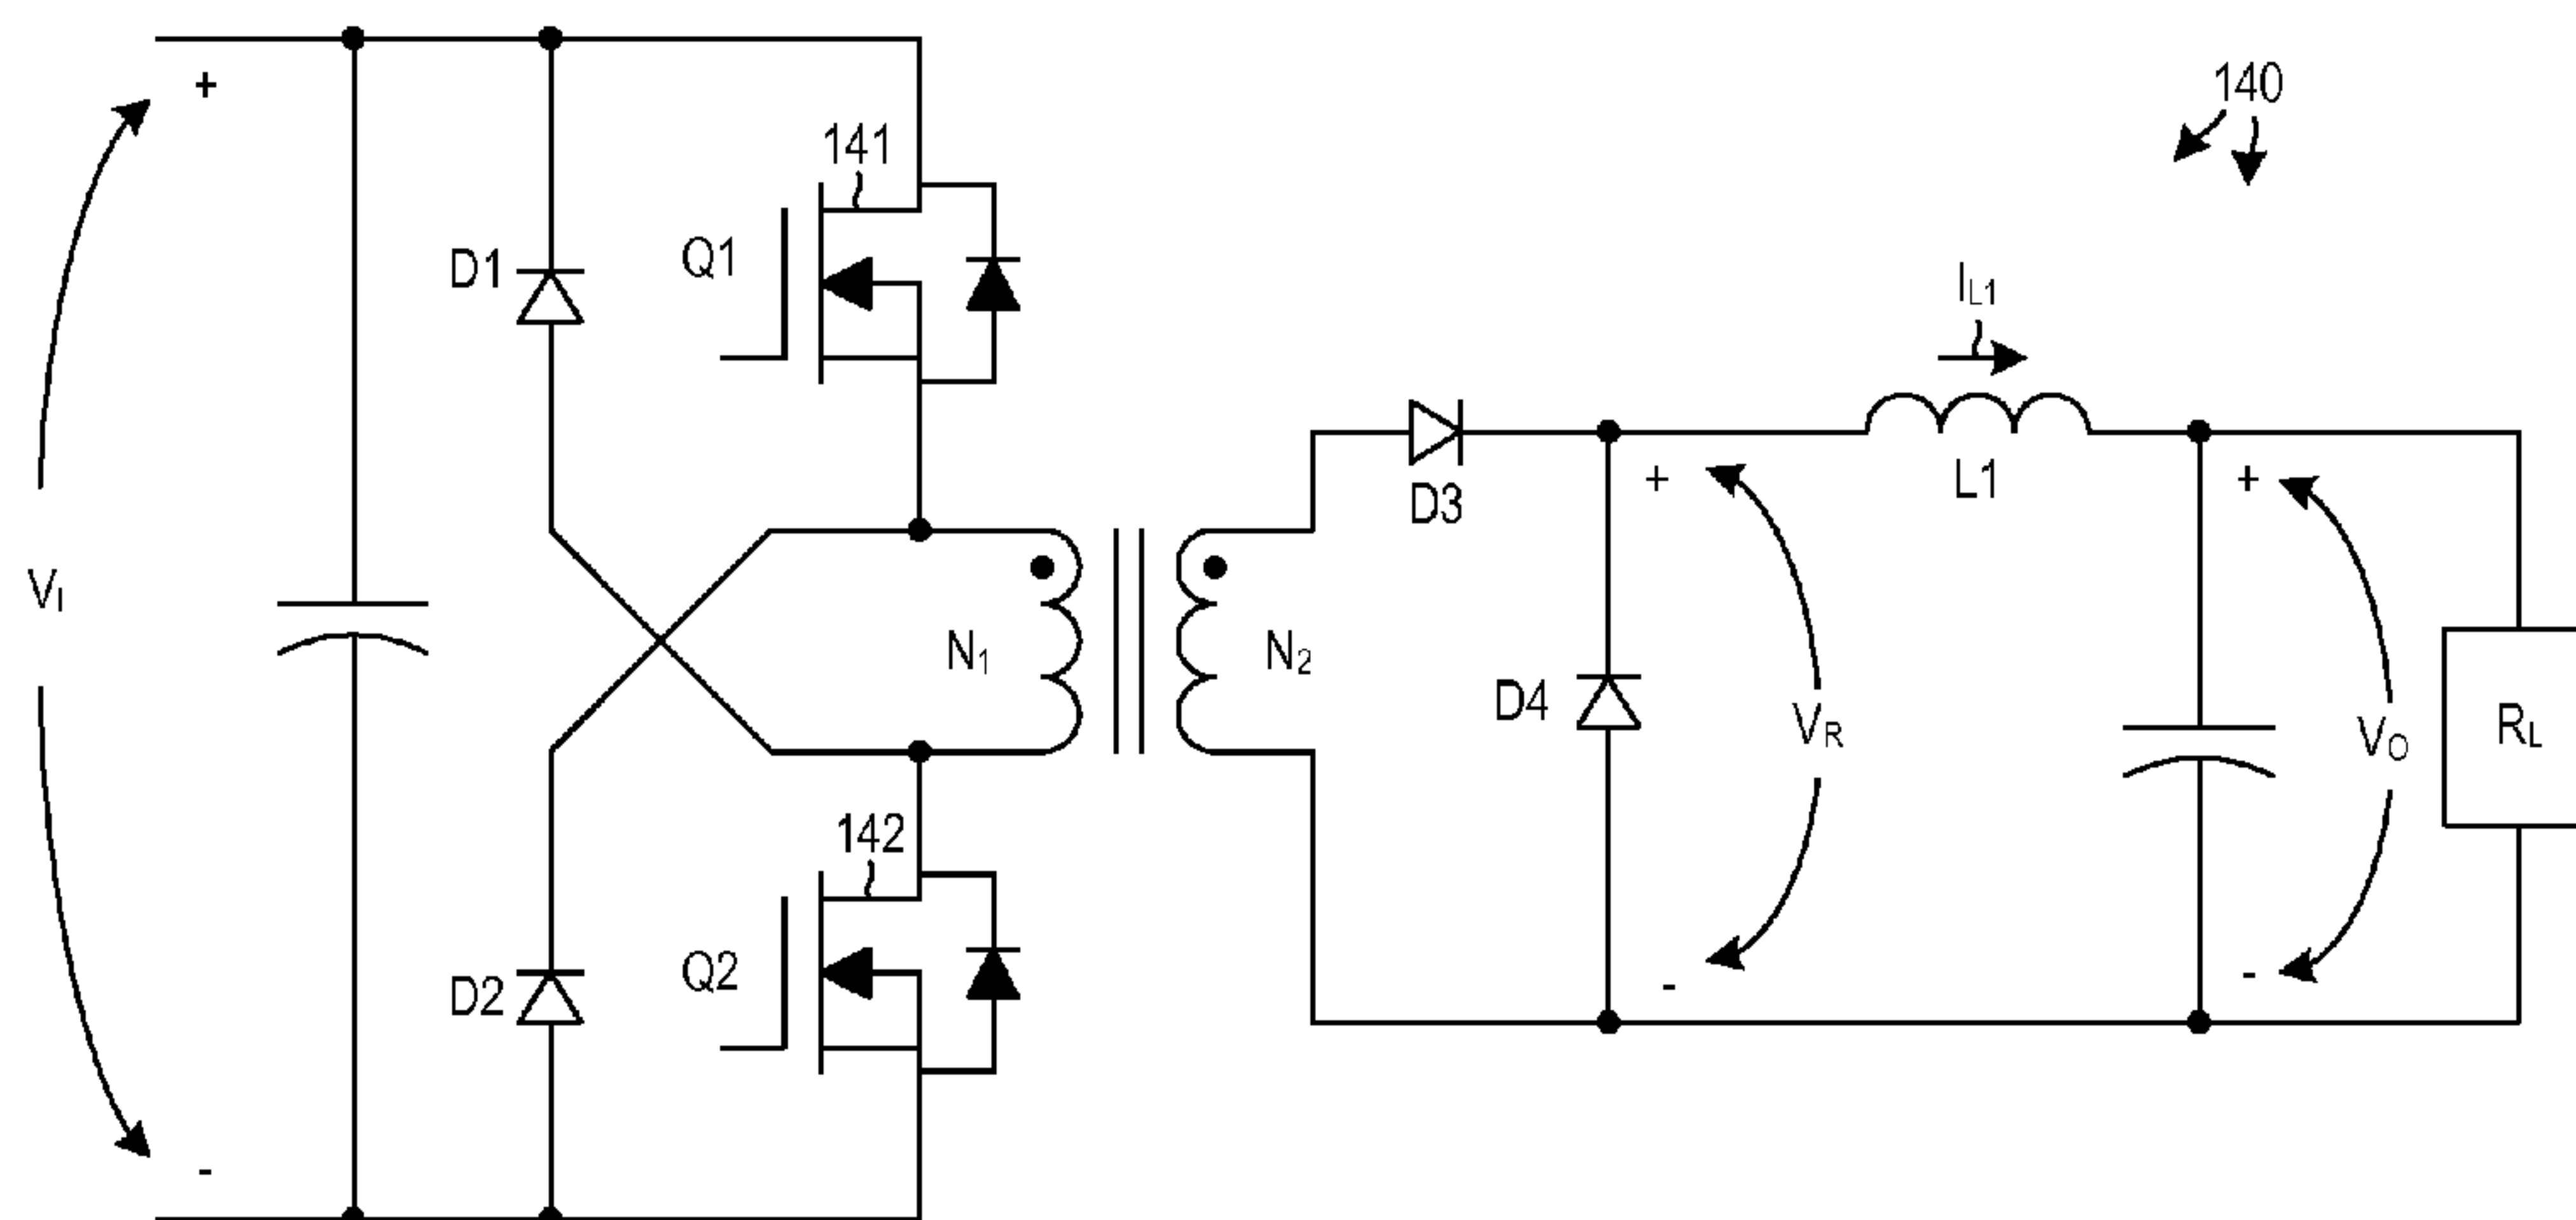 +
140
141
Q1
D1
IL1
L1
D3
+
+
VI
N1
N2
D4
VR
VO
RL
142
Q2
D2
-
-
-